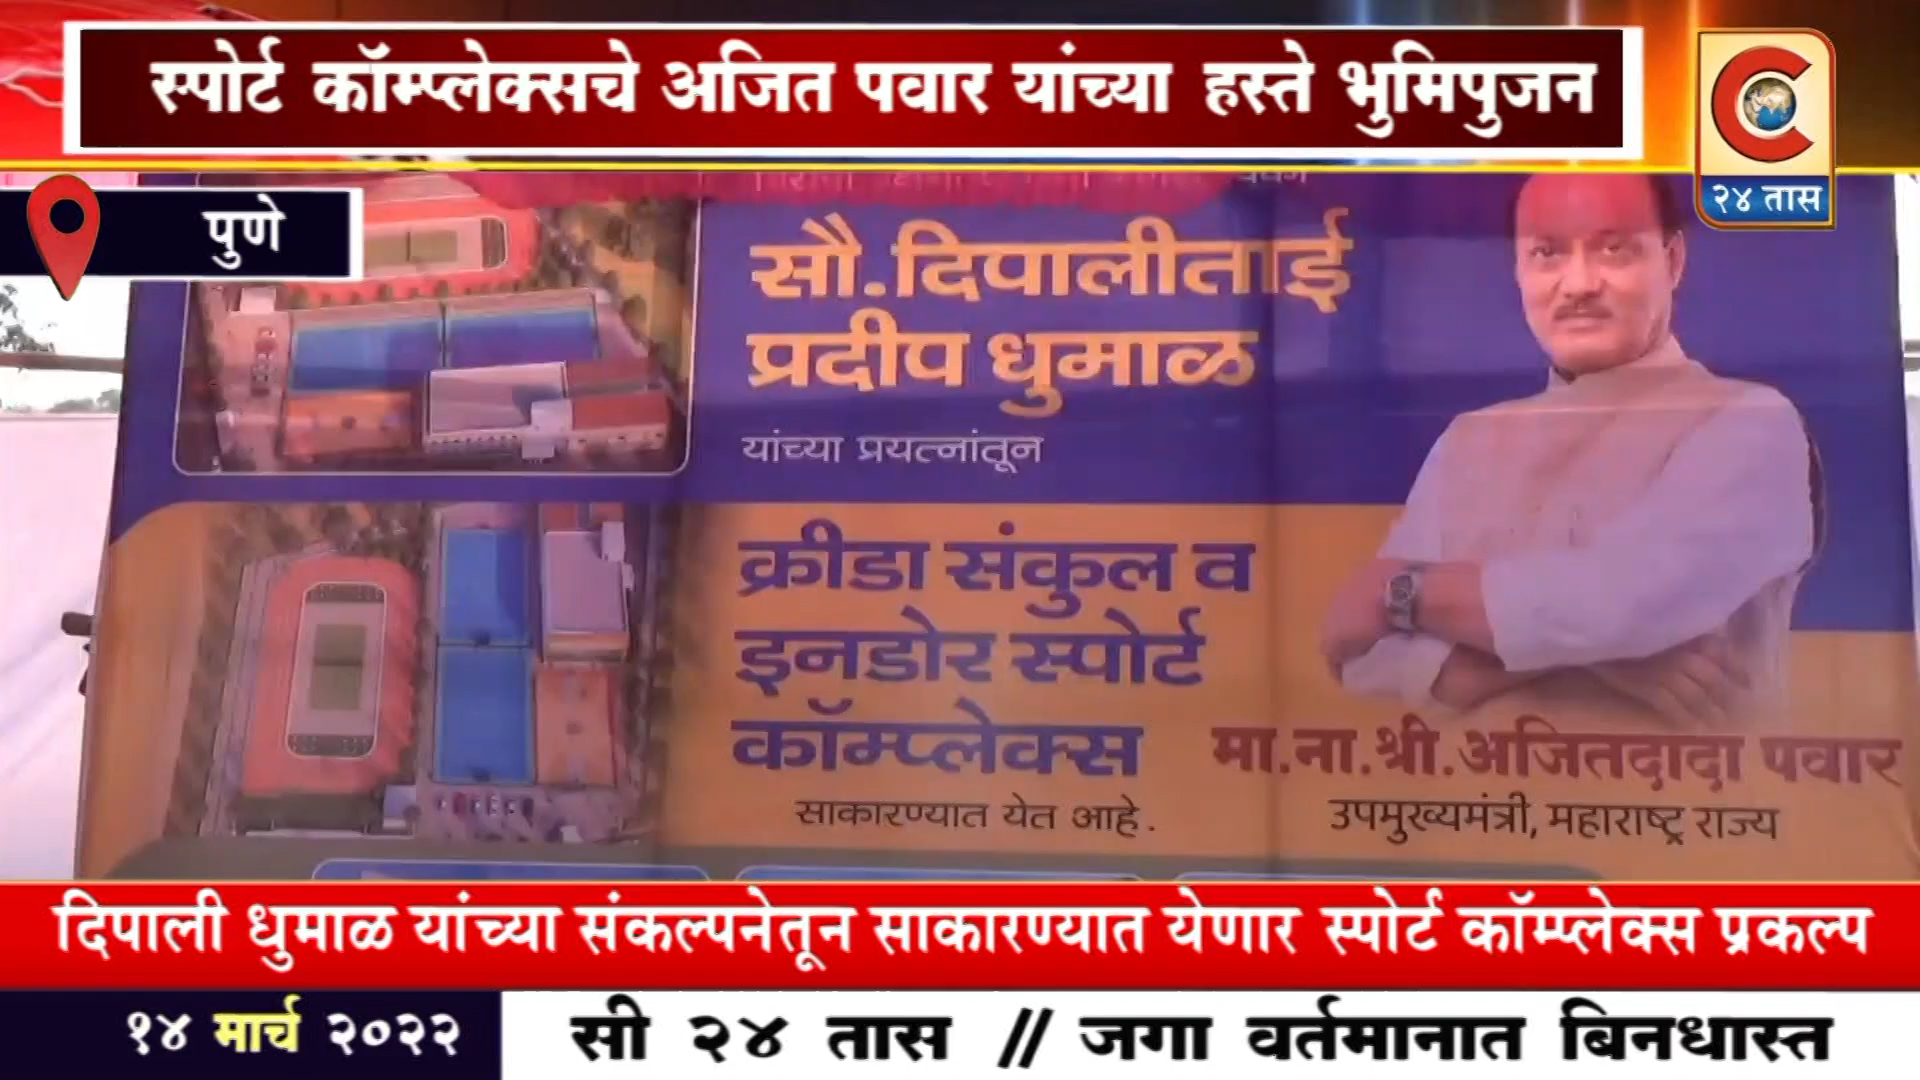 स्पोर्ट कॉम्प्लेक्सचे अजित पवार यांच्या हस्ते भुमिपुजन
२४ तास
पुणे
सौ.दिपालीताई
प्रदीप धुमाळ
यांच्या प्रयत्नांतून
क्रीडा संकुल व
इनडोर स्पोर्ट
कॉम्प्लेक्स
साकारण्यात येत आहे.
मा.ना.श्री.अजितदादा पवार
उपमुख्यमंत्री, महाराष्ट्र राज्य
दिपाली धुमाळ यांच्या संकल्पनेतून साकारण्यात येणार स्पोर्ट कॉम्प्लेक्स प्रकल्प
१४ मार्च २०२२
सी २४ तास // जगा वर्तमानात बिनधास्त